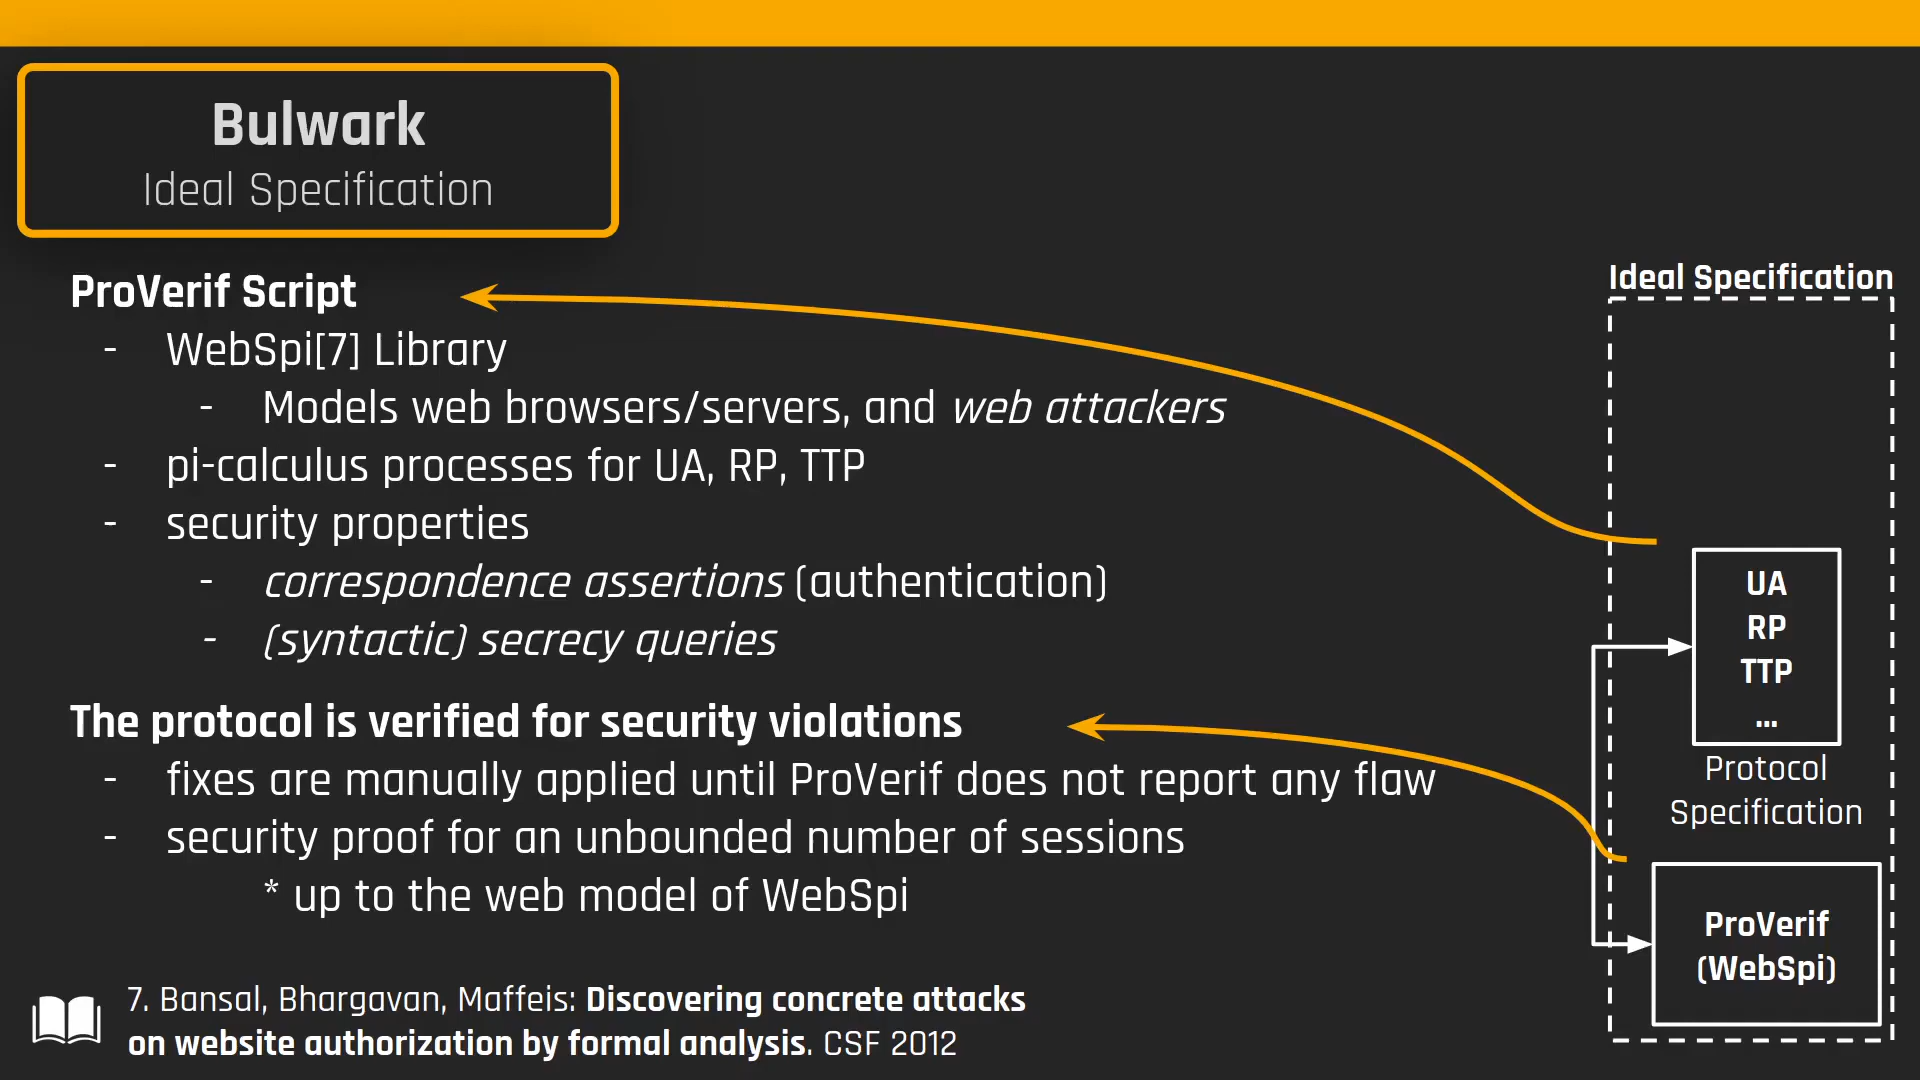 Bulwark
Ideal Specification
ProVerif Script
- WebSpi[7] Library
- Models web browsers/servers, and web attackers
- pi-calculus processes for UA, RP, TTP
- security properties
- correspondence assertions (authentication)
- (syntactic) secrecy queries
The protocol is verified for security violations
- fixes are manually applied until ProVerif does not report any flaw
- security proof for an unbounded number of sessions
* up to the web model of WebSpi
7. Bansal, Bhargavan, Maffeis: Discovering concrete attacks
on website authorization by formal analysis. CSF 2012
Ideal Specification
UA
RP
TTP
...
Protocol
Specification
ProVerif
(WebSpi)